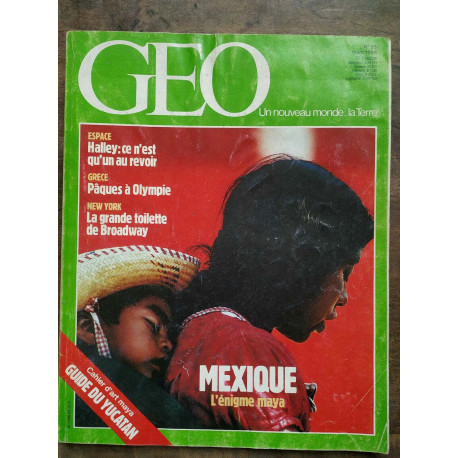 GEO
Un nouveau monde : la Terre
ESPACE
Halley: ce n'est
qu'un au revoir
GRECE
Pâques à Olympie
NEW YORK
La grande toilette
de Broadway
MEXIQUE
L'énigme maya
Cahier d'art maya
GUIDE DU YUCATAN